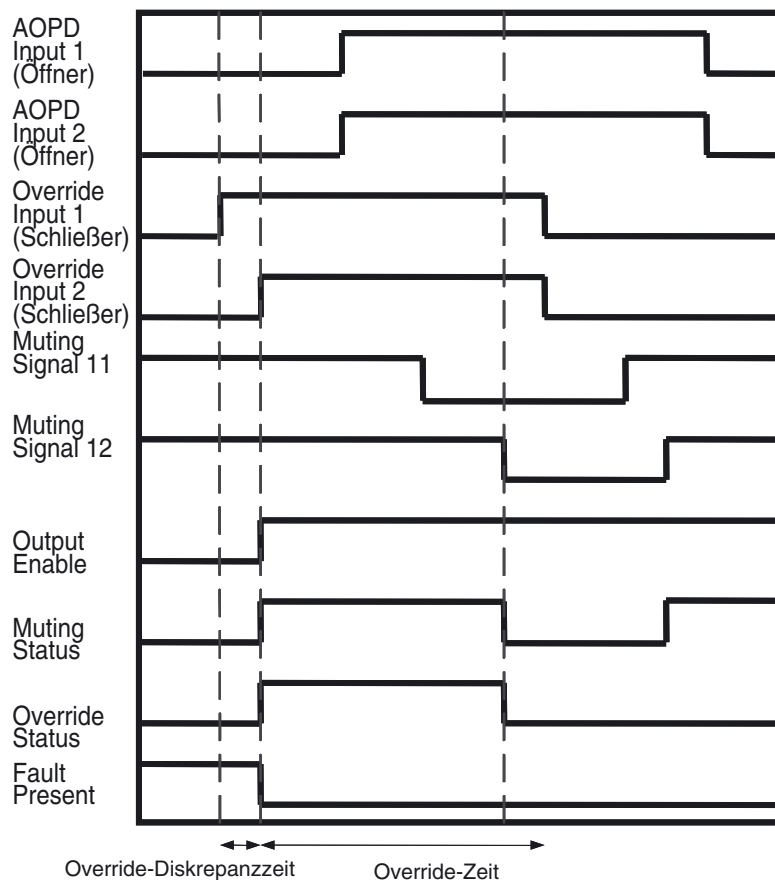 AOPD
Input 1
(Öffner)
AOPD
Input 2
(Öffner)
Override
Input 1
(Schließer)
Override
Input 2
(Schließer)
Muting
Signal 11
Muting
Signal 12
Output
Enable
Muting
Status
Override
Status
Fault
Present
Override-Diskrepanzzeit
Override-Zeit